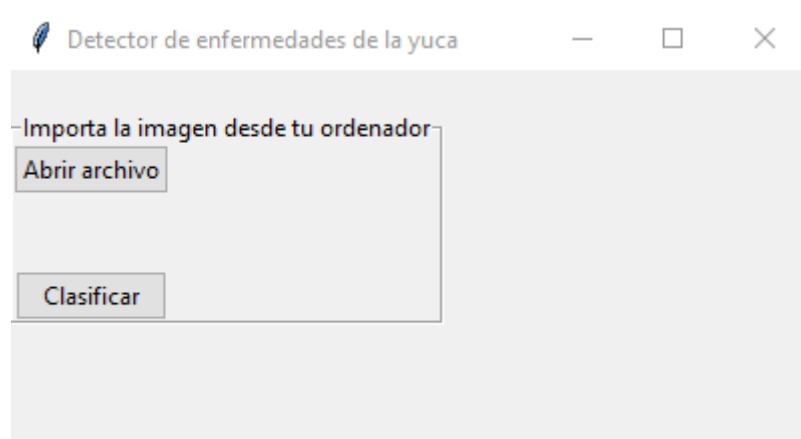 Detector de enfermedades de la yuca
Importa la imagen desde tu ordenador
Abrir archivo
Clasificar